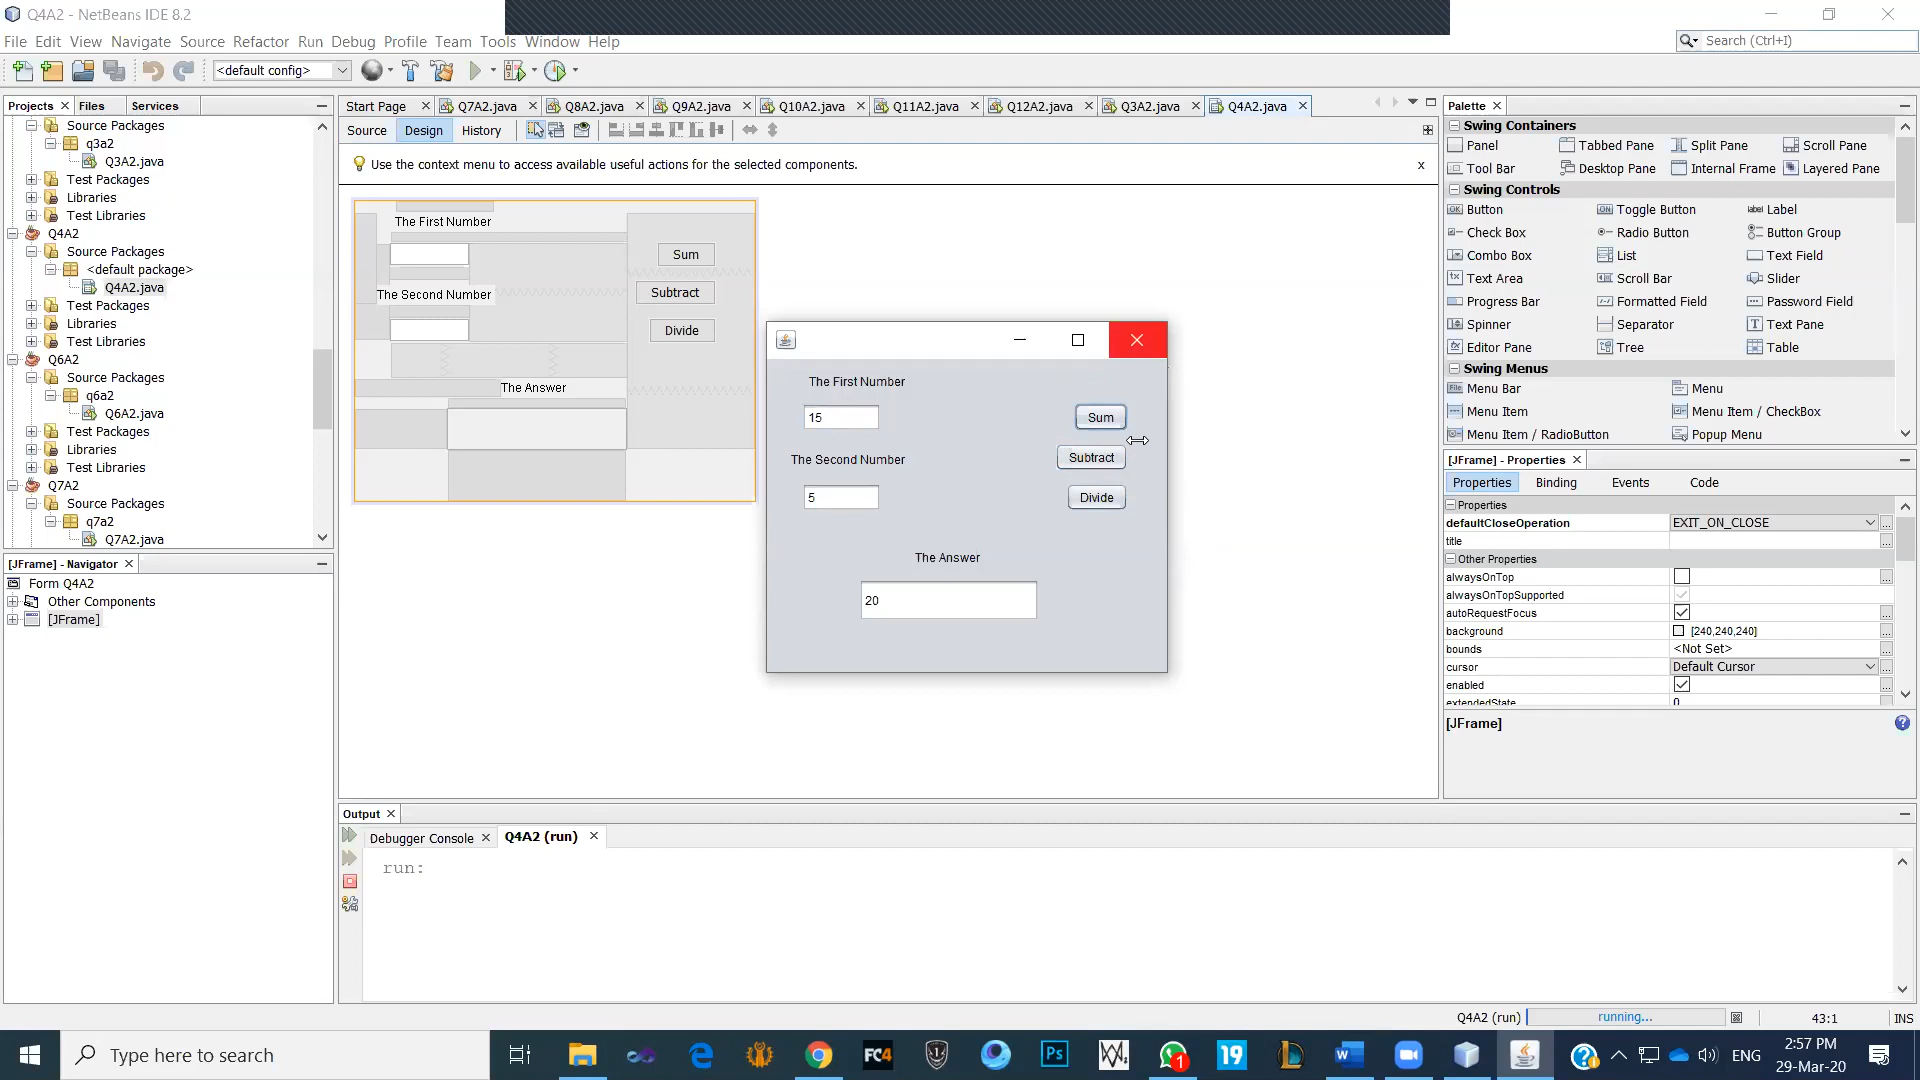 Q4A2 - NetBeans IDE 8.2
File Edit View Navigate Source Refactor Run Debug Profile Team Tools Window Help
Search (Ctrl+I)
<default config>
Projects Files Services
Source Packages
q3a2
Q3A2.java
Test Packages
Libraries
Test Libraries
Q4A2
Source Packages
<default package>
Q4A2.java
Test Packages
Libraries
Test Libraries
Q6A2
Source Packages
q6a2
Q6A2.java
Test Packages
Libraries
Test Libraries
Q7A2
Source Packages
q7a2
Q7A2.java
[JFrame] - Navigator
Form Q4A2
Other Components
[JFrame]
Start Page Q7A2.java Q8A2.java Q9A2.java Q10A2.java Q11A2.java Q12A2.java Q3A2.java Q4A2.java
Source Design History
Use the context menu to access available useful actions for the selected components. x
The First Number
Sum
The Second Number
Subtract
Divide
The Answer
The First Number
15
Sum
The Second Number
Subtract
5
Divide
The Answer
20
Palette
Swing Containers
Panel Tabbed Pane Split Pane Scroll Pane
Tool Bar Desktop Pane Internal Frame Layered Pane
Swing Controls
Button Toggle Button label Label
Check Box Radio Button Button Group
Combo Box List Text Field
Text Area Scroll Bar Slider
Progress Bar Formatted Field Password Field
Spinner Separator Text Pane
Editor Pane Tree Table
Swing Menus
Menu Bar Menu
Menu Item Menu Item / CheckBox
Menu Item / RadioButton Popup Menu
[JFrame] - Properties
Properties Binding Events Code
Properties
defaultCloseOperation EXIT_ON_CLOSE
title
Other Properties
alwaysOnTop
alwaysOnTopSupported
autoRequestFocus
background [240,240,240]
bounds <Not Set>
cursor Default Cursor
enabled
extendedState 0
[JFrame]
Output
Debugger Console Q4A2 (run)
run:
Q4A2 (run) running... 43:1 INS
Type here to search
FC4
Ps
1
19
ENG
2:57 PM
29-Mar-20